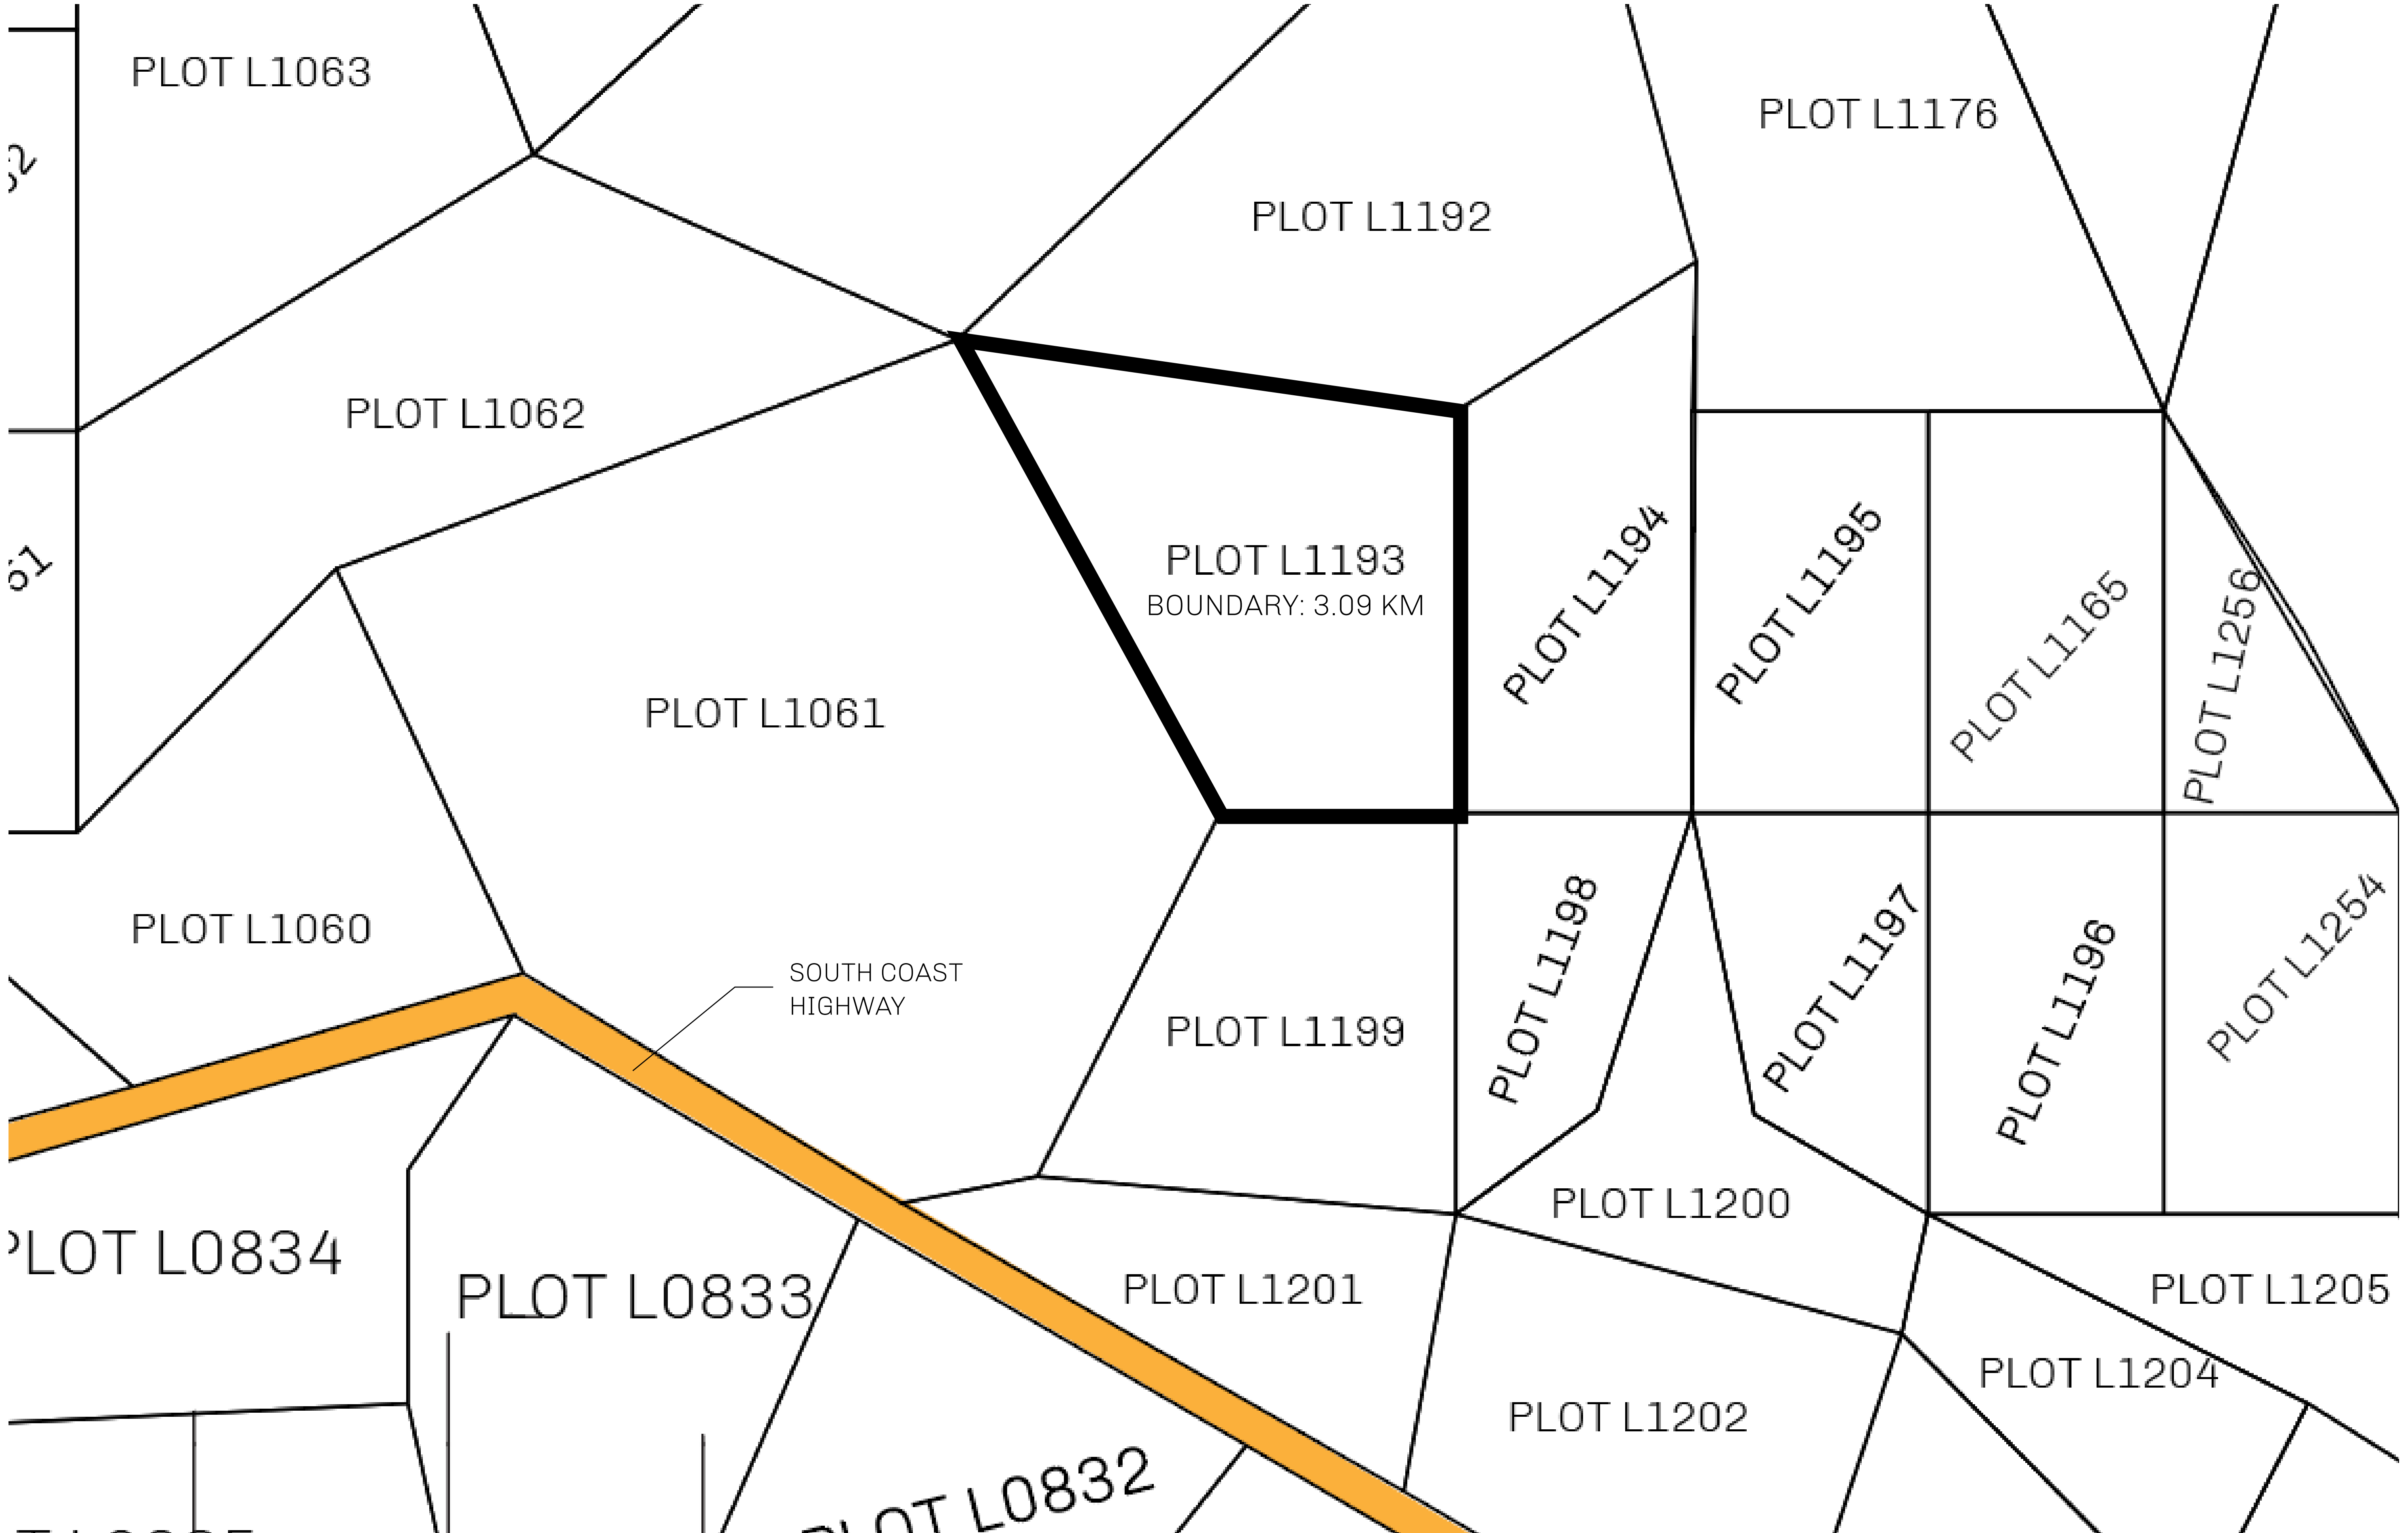 PLOT L1063
PLOT L1176
PLOT L1192
PLOT L1062
PLOT L1193
BOUNDARY: 3.09 KM
PLOT L1194
PLOT L1195
PLOT L1165
PLOT L1256
PLOT L1061
PLOT L1060
SOUTH COAST
HIGHWAY
PLOT L1199
PLOT L1198
PLOT L1197
PLOT L1196
PLOT L1254
PLOT L1200
PLOT L0834
PLOT L0833
PLOT L1201
PLOT L1205
PLOT L1204
PLOT L1202
PLOT L0832